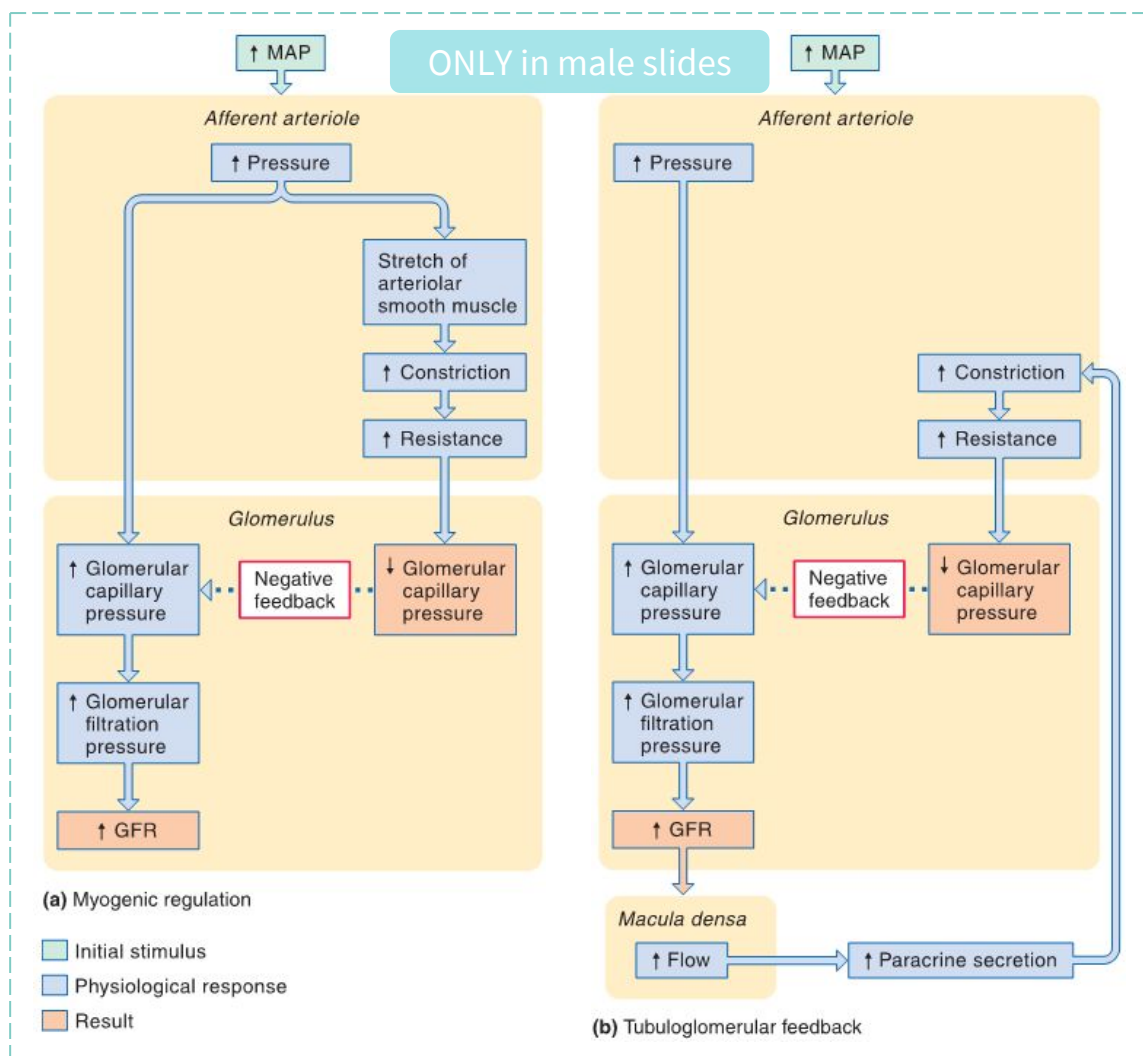 ONLY in male slides
↑ MAP
Afferent arteriole
↑ Pressure
Stretch of
arteriolar
smooth muscle
↑ Constriction
↑ Resistance
Glomerulus
↑ Glomerular
capillary
pressure
Negative
feedback
↓ Glomerular
capillary
pressure
↑ Glomerular
filtration
pressure
↑ GFR
(a) Myogenic regulation
Initial stimulus
Physiological response
Result
↑ MAP
Afferent arteriole
↑ Pressure
↑ Constriction
↑ Resistance
Glomerulus
↑ Glomerular
capillary
pressure
Negative
feedback
↓ Glomerular
capillary
pressure
↑ Glomerular
filtration
pressure
↑ GFR
Macula densa
↑ Flow
↑ Paracrine secretion
(b) Tubuloglomerular feedback